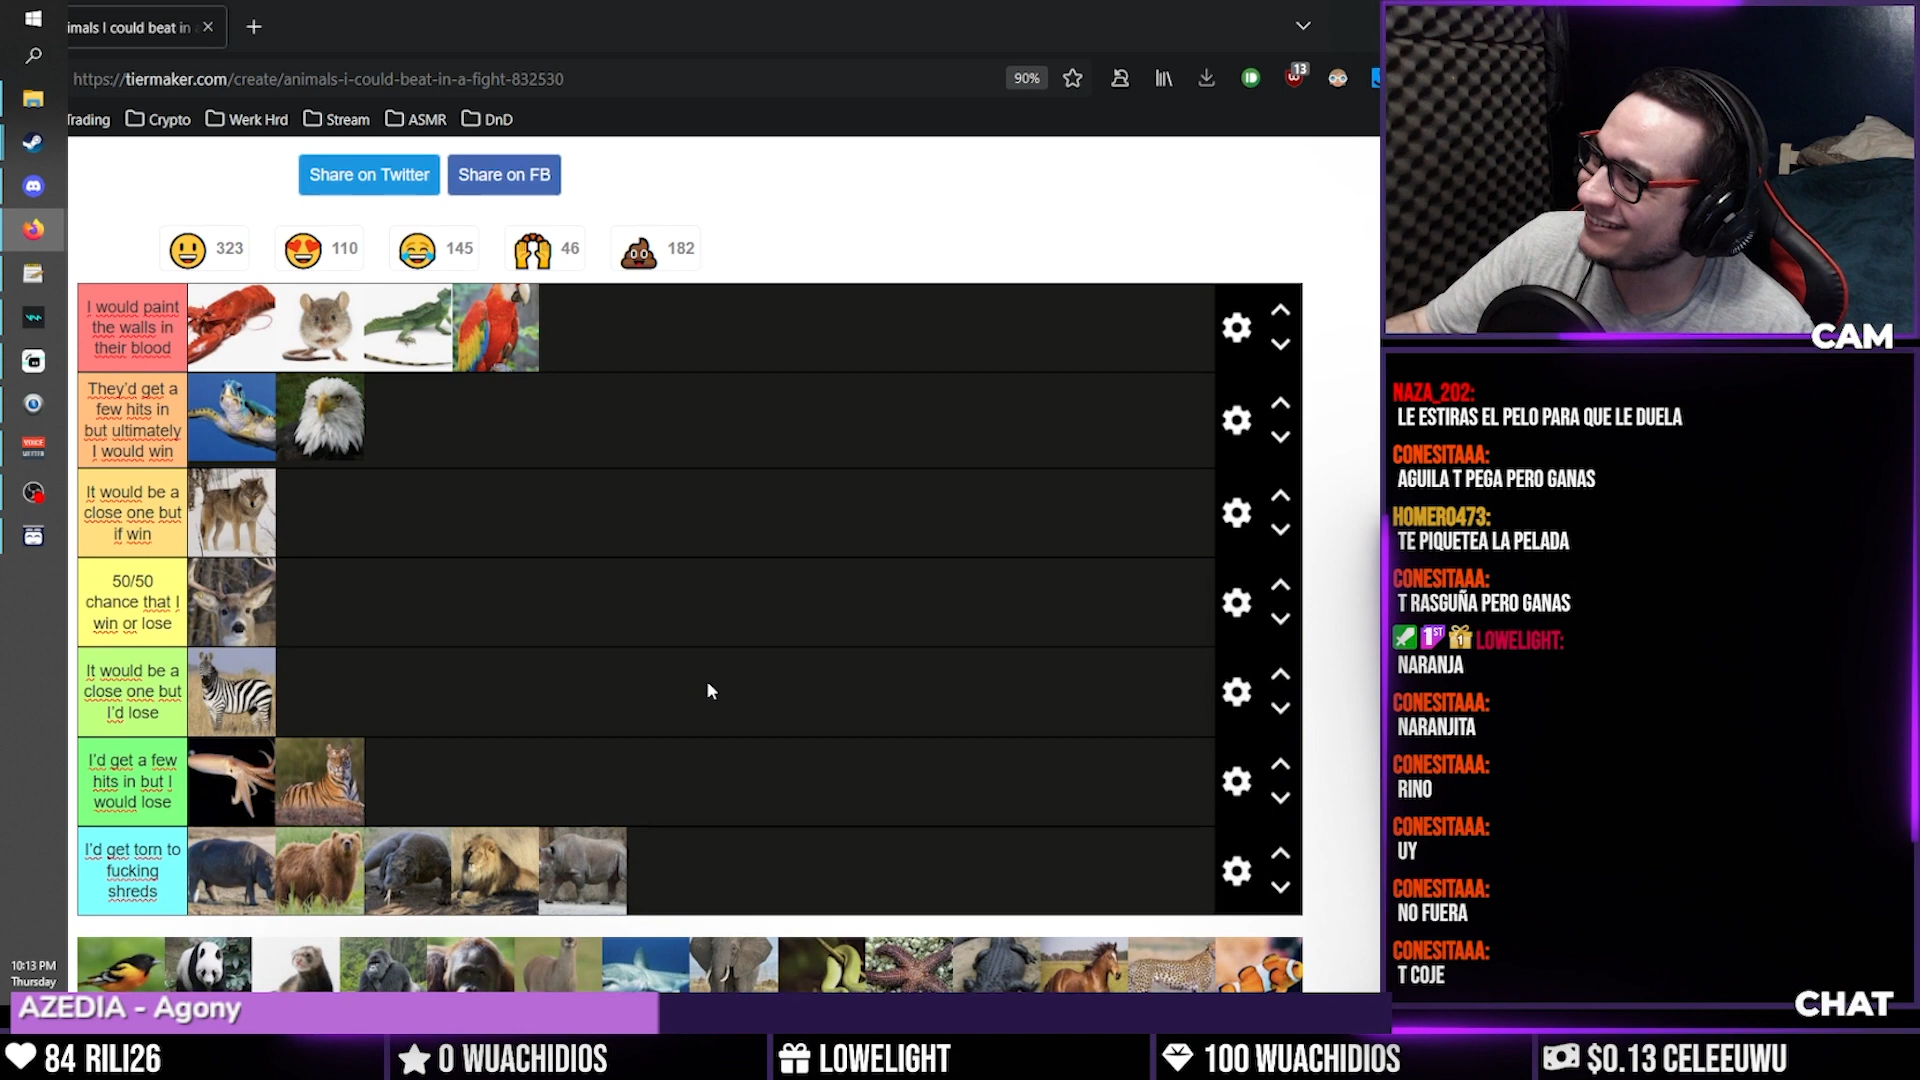 imals I could beat in
https://tiermaker.com/create/animals-i-could-beat-in-a-fight-832530
90%
13
Trading
Crypto
Werk Hrd
Stream
ASMR
DnD
Share on Twitter
Share on FB
323
110
145
46
182
I would paint
the walls in
their blood
They'd get a
few hits in
but ultimately
I would win
It would be a
close one but
if win
50/50
chance that I
win or lose
It would be a
close one but
I'd lose
I'd get a few
hits in but I
would lose
I'd get torn to
fucking
shreds
10:13 PM
Thursday
AZEDIA - Agony
CAM
NAZA_202:
LE ESTIRAS EL PELO PARA QUE LE DUELA
CONESITAAA:
AGUILA T PEGA PERO GANAS
HOMERO473:
TE PIQUETEA LA PELADA
CONESITAAA:
T RASGUÑA PERO GANAS
1ST
1
LOWELIGHT:
NARANJA
CONESITAAA:
NARANJITA
CONESITAAA:
RINO
CONESITAAA:
UY
CONESITAAA:
NO FUERA
CONESITAAA:
T COJE
CHAT
84 RILI26
0 WUACHIDIOS
LOWELIGHT
100 WUACHIDIOS
$0.13 CELEEUWU